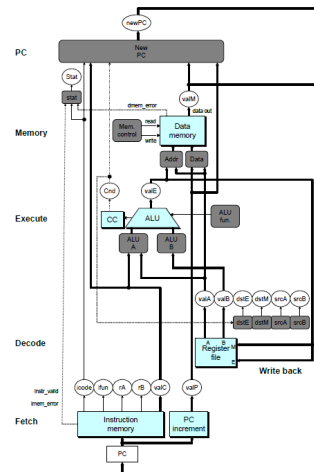 newPC
PC
New
PC
Stat
stat
valM
dmem_error
data out
Memory
Mem.
control
read
write
Data
memory
Addr
Data
Cnd
valE
Execute
CC
ALU
ALU
fun.
ALU
A
ALU
B
valA
valB
dstE
dstM
srcA
srcB
dstE
dstM
srcA
srcB
A
B
M
Register
file
E
Decode
Write back
Instr_valid
imem_error
icode
ifun
rA
rB
valC
valP
Fetch
Instruction
memory
PC
increment
PC